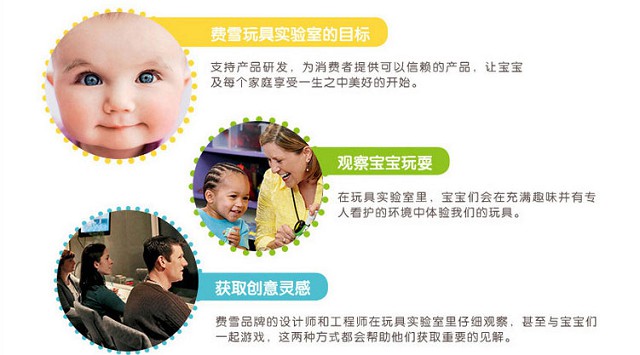 费雪玩具实验室的目标
支持产品研发，为消费者提供可以信赖的产品，让宝宝
及每个家庭享受一生之中美好的开始。
观察宝宝玩耍
在玩具实验室里，宝宝们会在充满趣味并有专
人看护的环境中体验我们的玩具。
获取创意灵感
费雪品牌的设计师和工程师在玩具实验室里仔细观察，甚至与宝宝们
一起游戏，这两种方式都会帮助他们获取重要的见解。